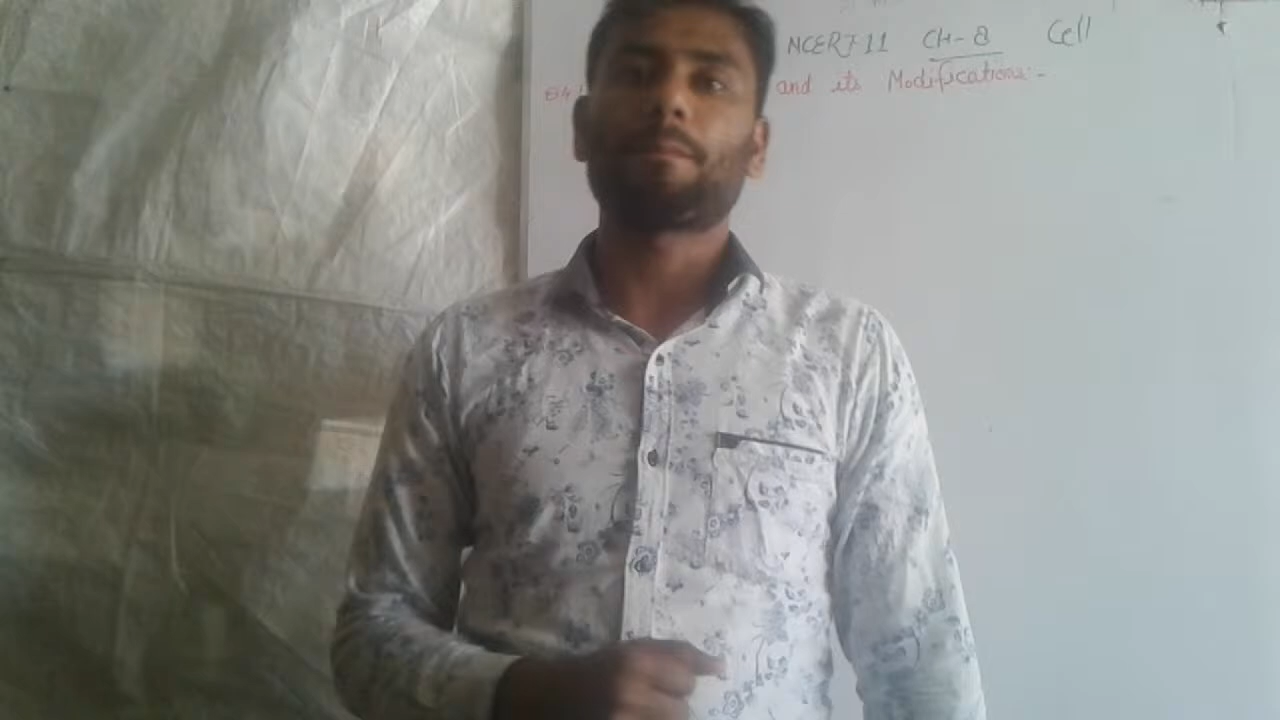 NCERT 11 CH-8 Cell
and its Modifications:-